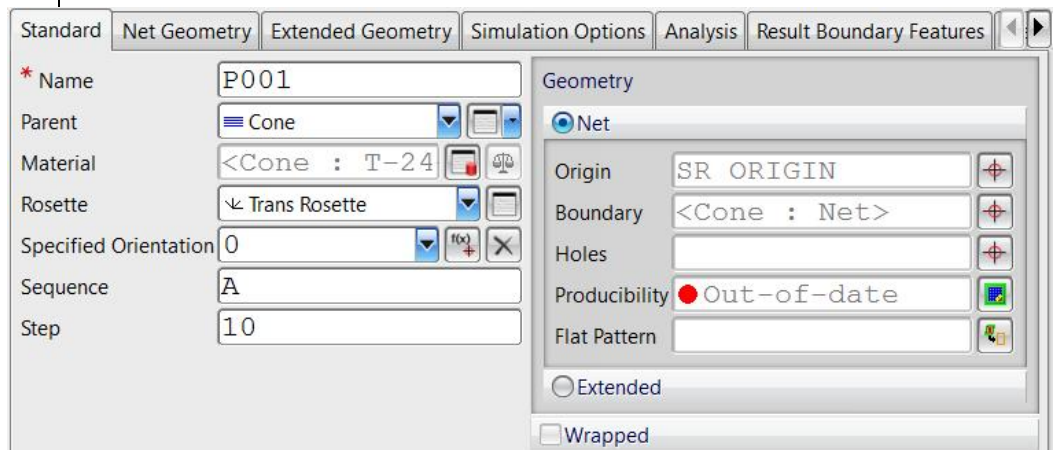 Standard Net Geometry Extended Geometry Simulation Options Analysis Result Boundary Features
* Name P001
Parent Cone
Material <Cone : T-24
Rosette Trans Rosette
Specified Orientation 0 f(x)
Sequence A
Step 10
Geometry
Net
Origin SR ORIGIN
Boundary <Cone : Net>
Holes
Producibility Out-of-date
Flat Pattern
Extended
Wrapped